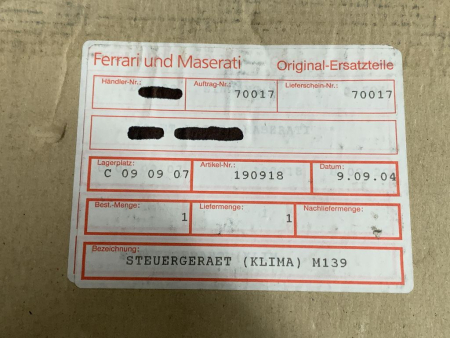 Ferrari und Maserati Original-Ersatzteile
Händler-Nr.: Auftrag-Nr.: Lieferschein-Nr.:
70017 70017
Lagerplatz: Artikel-Nr.: Datum:
C 09 09 07 190918 9.09.04
Best.-Menge: Liefermenge: Nachliefermenge:
1 1
Bezeichnung:
STEUERGERAET (KLIMA) M139